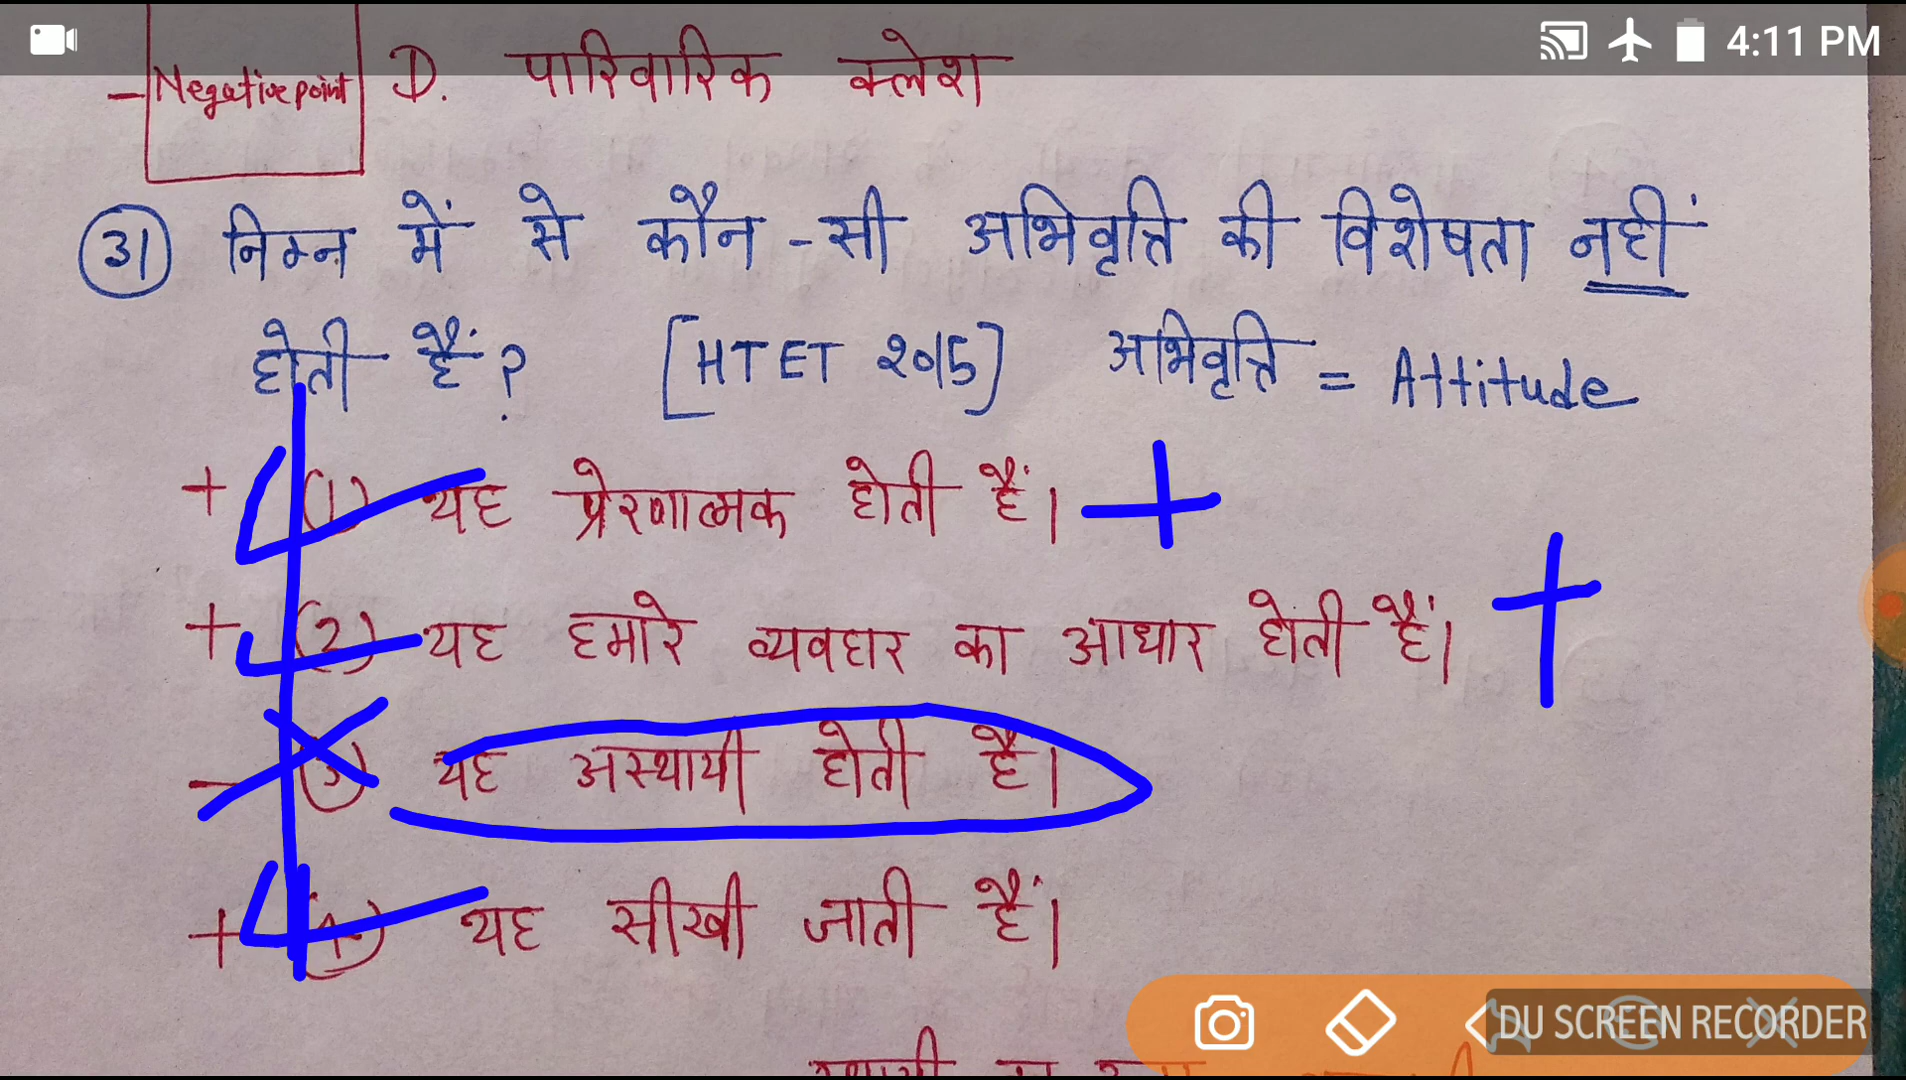 4:11 PM
-Negative point D. पारिवारिक क्लेश
31 निम्न में से कौन-सी अभिवृत्ति की विशेषता नहीं
होती हैं? [HTET 2015] अभिवृत्ति = Attitude
+ (1) यह प्रेरणात्मक होती हैं। +
+ (2) यह हमारे व्यवहार का आधार होती हैं। +
- (3) यह अस्थायी होती है।
+ (4) यह सीखी जाती हैं।
DU SCREEN RECORDER